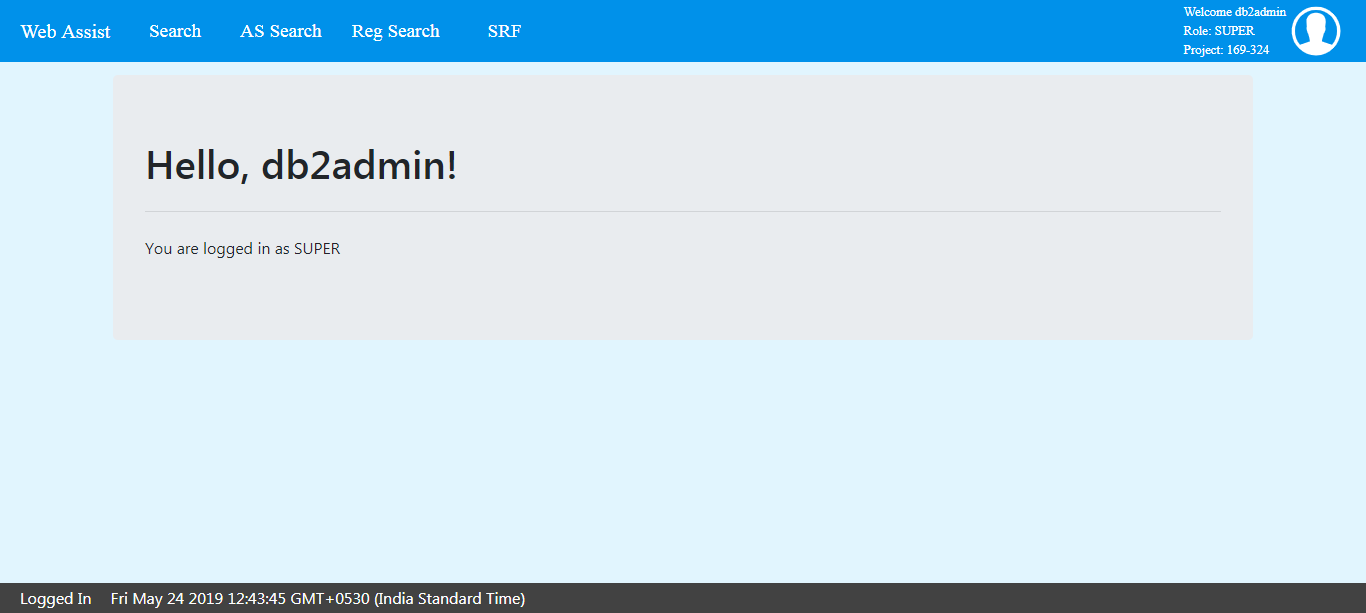 Web Assist Search AS Search Reg Search SRF
Welcome db2admin
Role: SUPER
Project: 169-324
Hello, db2admin!
You are logged in as SUPER
Logged In Fri May 24 2019 12:43:45 GMT+0530 (India Standard Time)